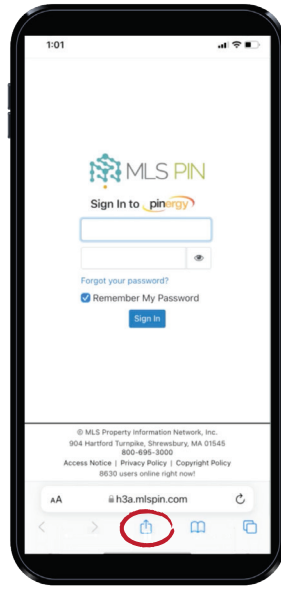 1:01
MLS PIN
Sign In to pinergy
Forgot your password?
Remember My Password
Sign In
© MLS Property Information Network, Inc.
904 Hartford Turnpike, Shrewsbury, MA 01545
800-695-3000
Access Notice | Privacy Policy | Copyright Policy
8630 users online right now!
AA h3a.mlspin.com